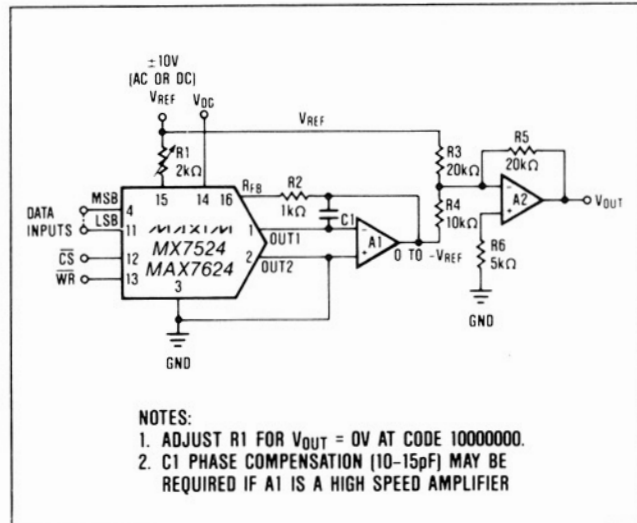 ±10V
(AC OR DC)
VREF
VDC
VREF
R1
2kΩ
R3
20kΩ
R5
20kΩ
MSB
LSB
DATA
INPUTS
CS
WR
4
11
12
13
15
14
16
RFB
R2
1kΩ
C1
MAXIM
MX7524
MAX7624
1
OUT1
2
OUT2
3
-
+
A1
0 TO -VREF
R4
10kΩ
-
+
A2
VOUT
R6
5kΩ
GND
GND
NOTES:
1. ADJUST R1 FOR VOUT = 0V AT CODE 10000000.
2. C1 PHASE COMPENSATION (10-15pF) MAY BE
REQUIRED IF A1 IS A HIGH SPEED AMPLIFIER